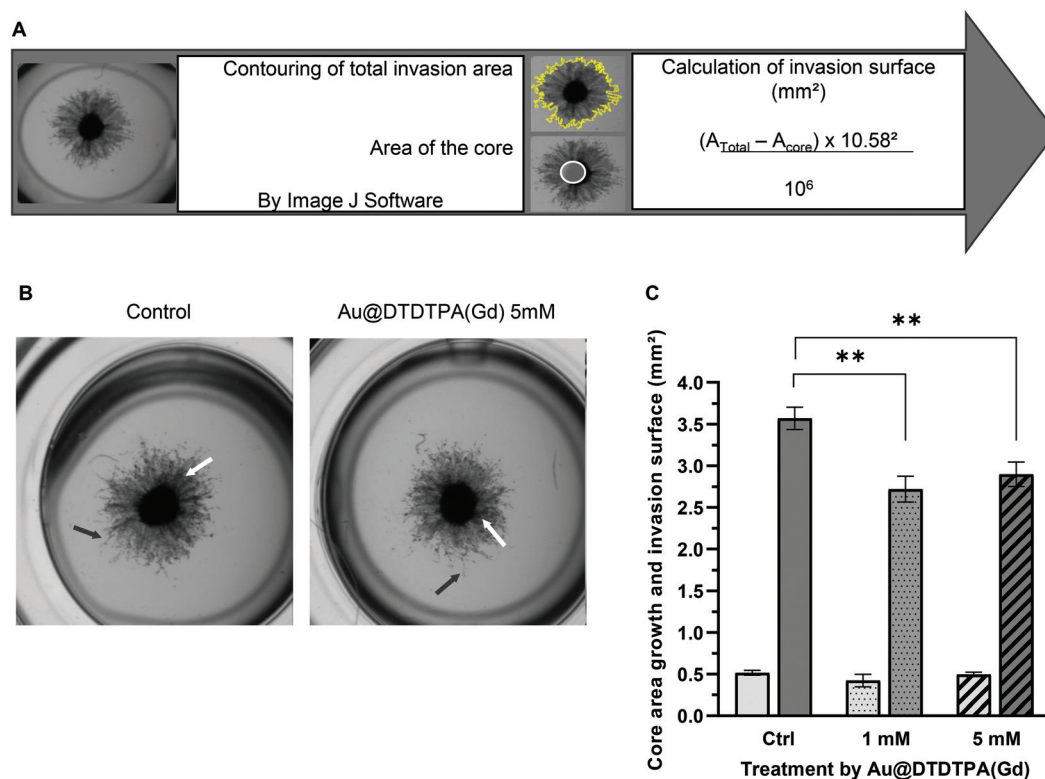 A
Contouring of total invasion area
Area of the core
By Image J Software
Calculation of invasion surface
(mm²)
(A_Total – A_core) x 10.58²
10⁶
B
Control
Au@DTDTPA(Gd) 5mM
C
Core area growth and invasion surface (mm²)
**
**
4.0
3.5
3.0
2.5
2.0
1.5
1.0
0.5
0.0
Ctrl 1 mM 5 mM
Treatment by Au@DTDTPA(Gd)